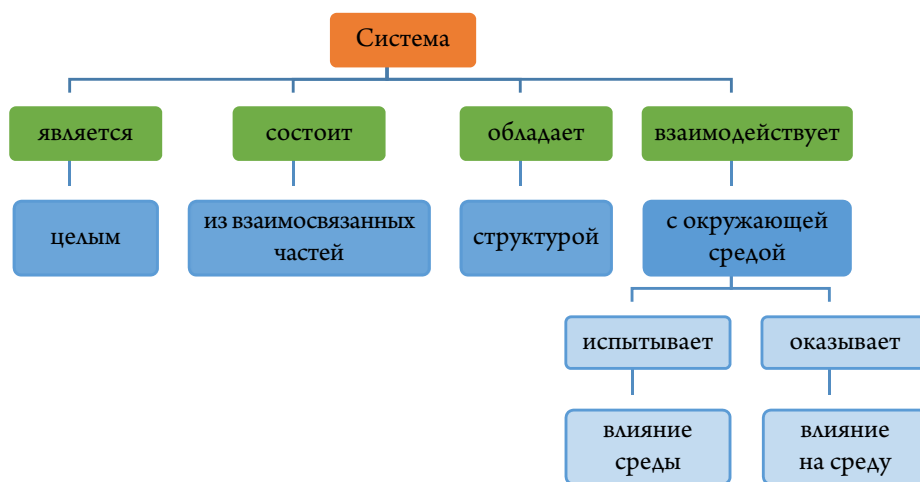 Система
является
состоит
обладает
взаимодействует
целым
из взаимосвязанных
частей
структурой
с окружающей
средой
испытывает
оказывает
влияние
среды
влияние
на среду